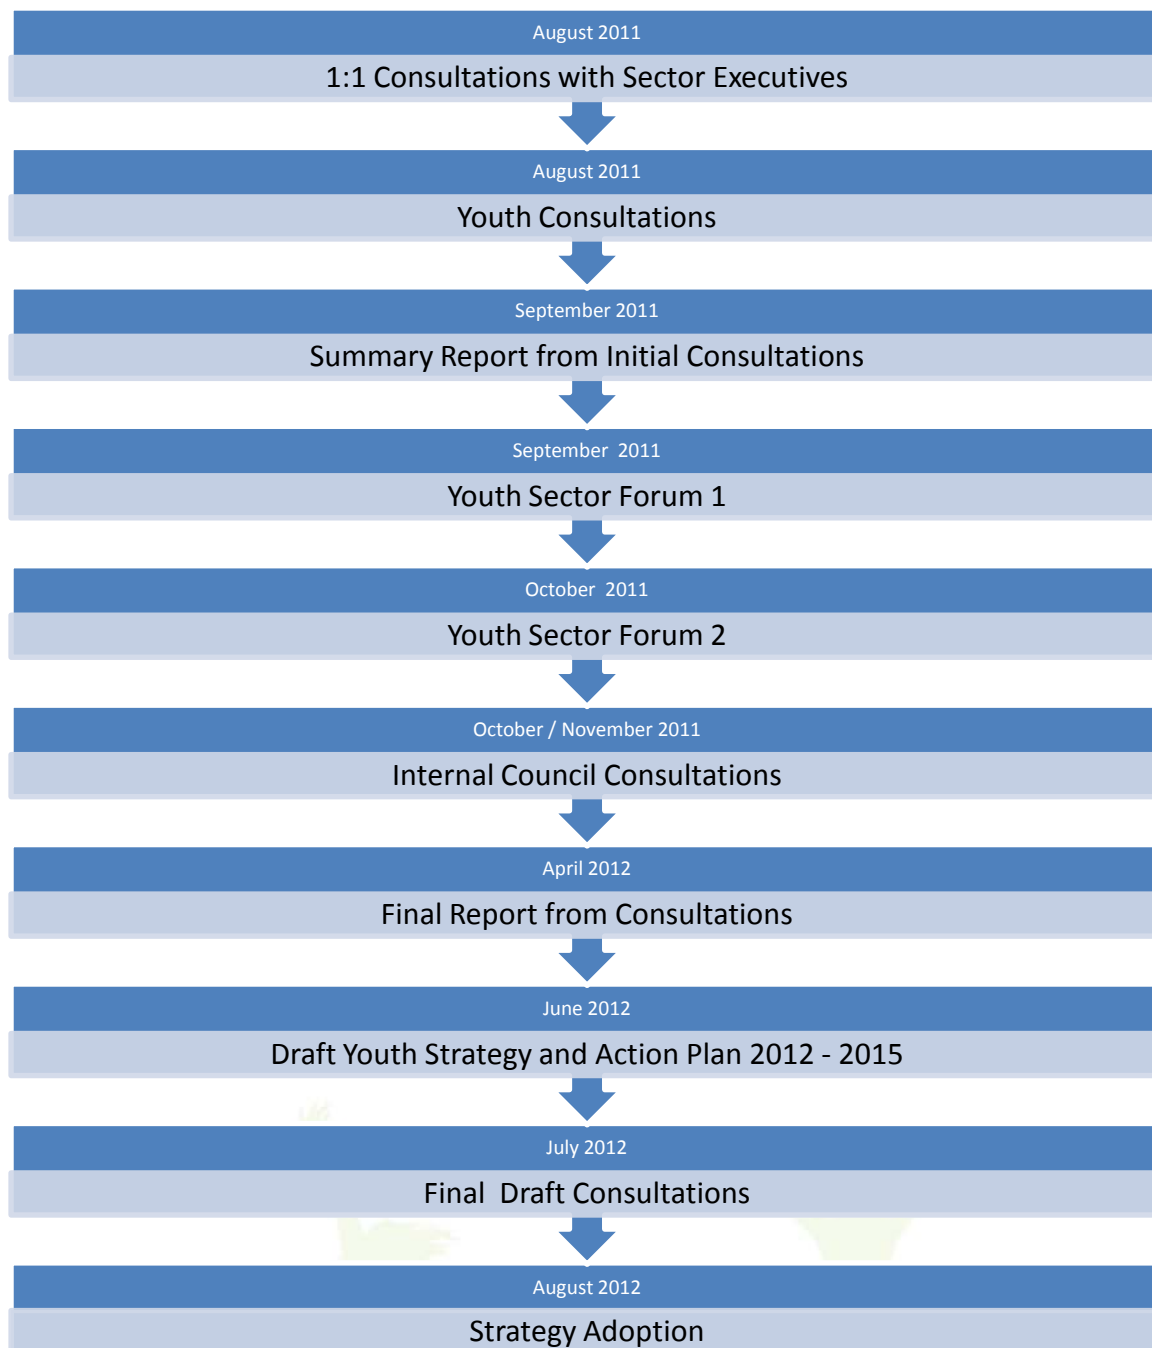 August 2011
1:1 Consultations with Sector Executives
August 2011
Youth Consultations
September 2011
Summary Report from Initial Consultations
September  2011
Youth Sector Forum 1
October  2011
Youth Sector Forum 2
October / November 2011
Internal Council Consultations
April 2012
Final Report from Consultations
June 2012
Draft Youth Strategy and Action Plan 2012 - 2015
July 2012
Final  Draft Consultations
August 2012
Strategy Adoption